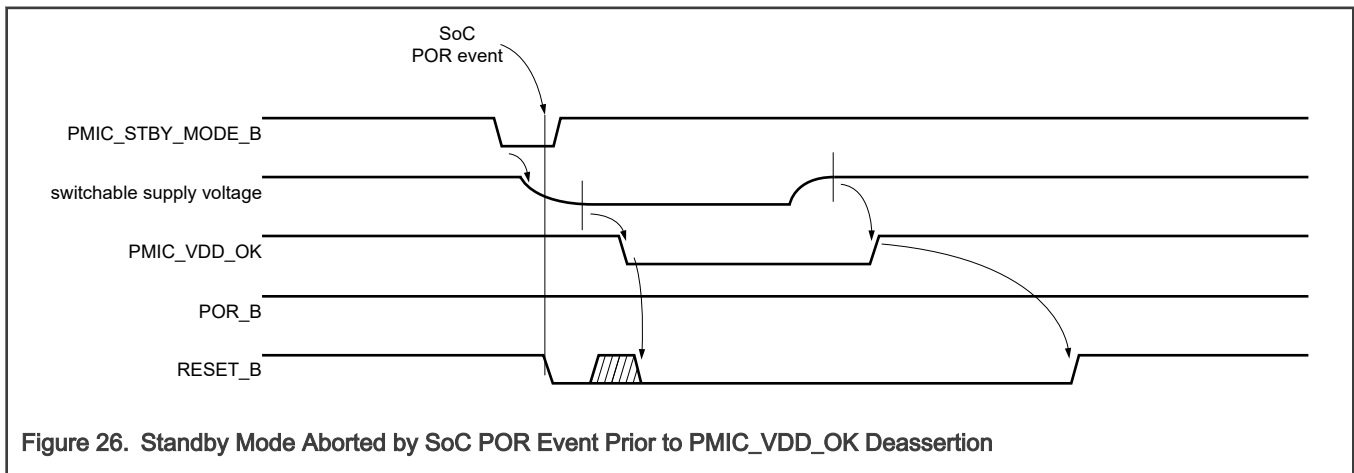 SoC
POR event
PMIC_STBY_MODE_B
switchable supply voltage
PMIC_VDD_OK
POR_B
RESET_B
Figure 26. Standby Mode Aborted by SoC POR Event Prior to PMIC_VDD_OK Deassertion